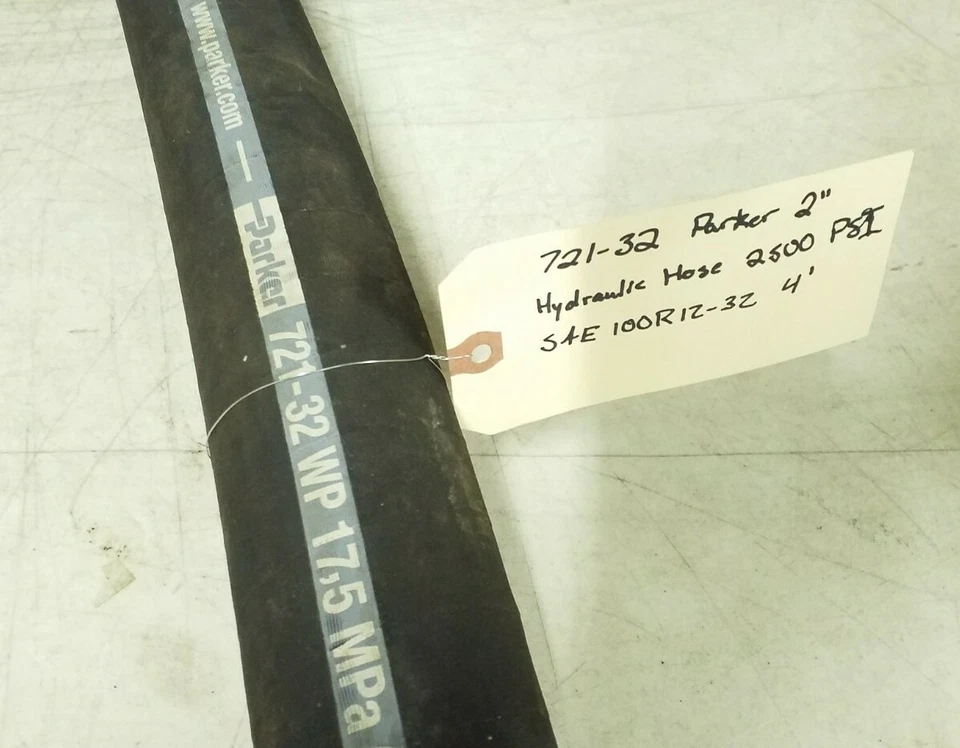 www.parker.com —
Parker 721-32 WP 17,5 MPa
721-32 Parker 2"
Hydraulic Hose 2500 PSI
SAE 100R12-32 4'